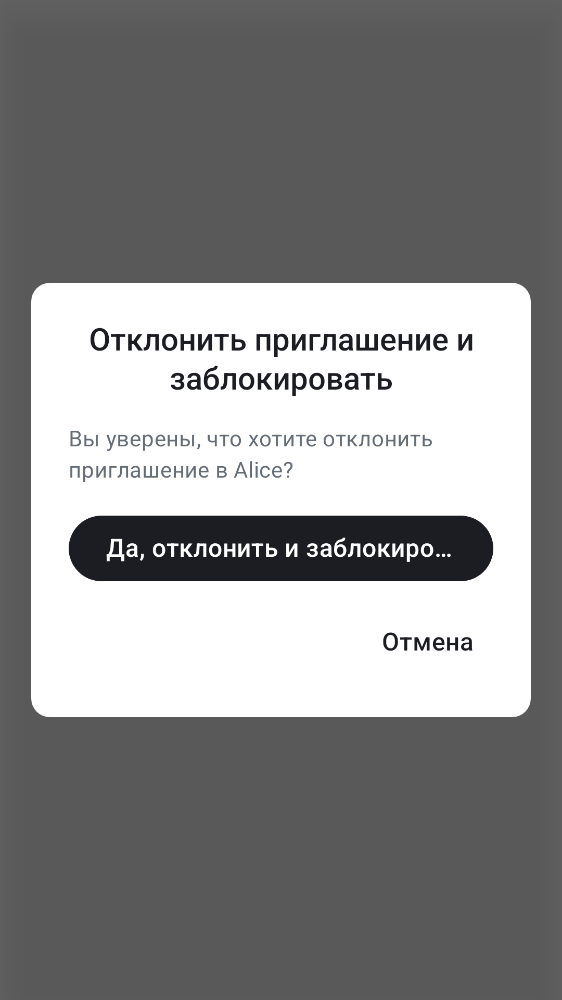 Отклонить приглашение и
заблокировать
Вы уверены, что хотите отклонить
приглашение в Alice?
Да, отклонить и заблокиро…
Отмена